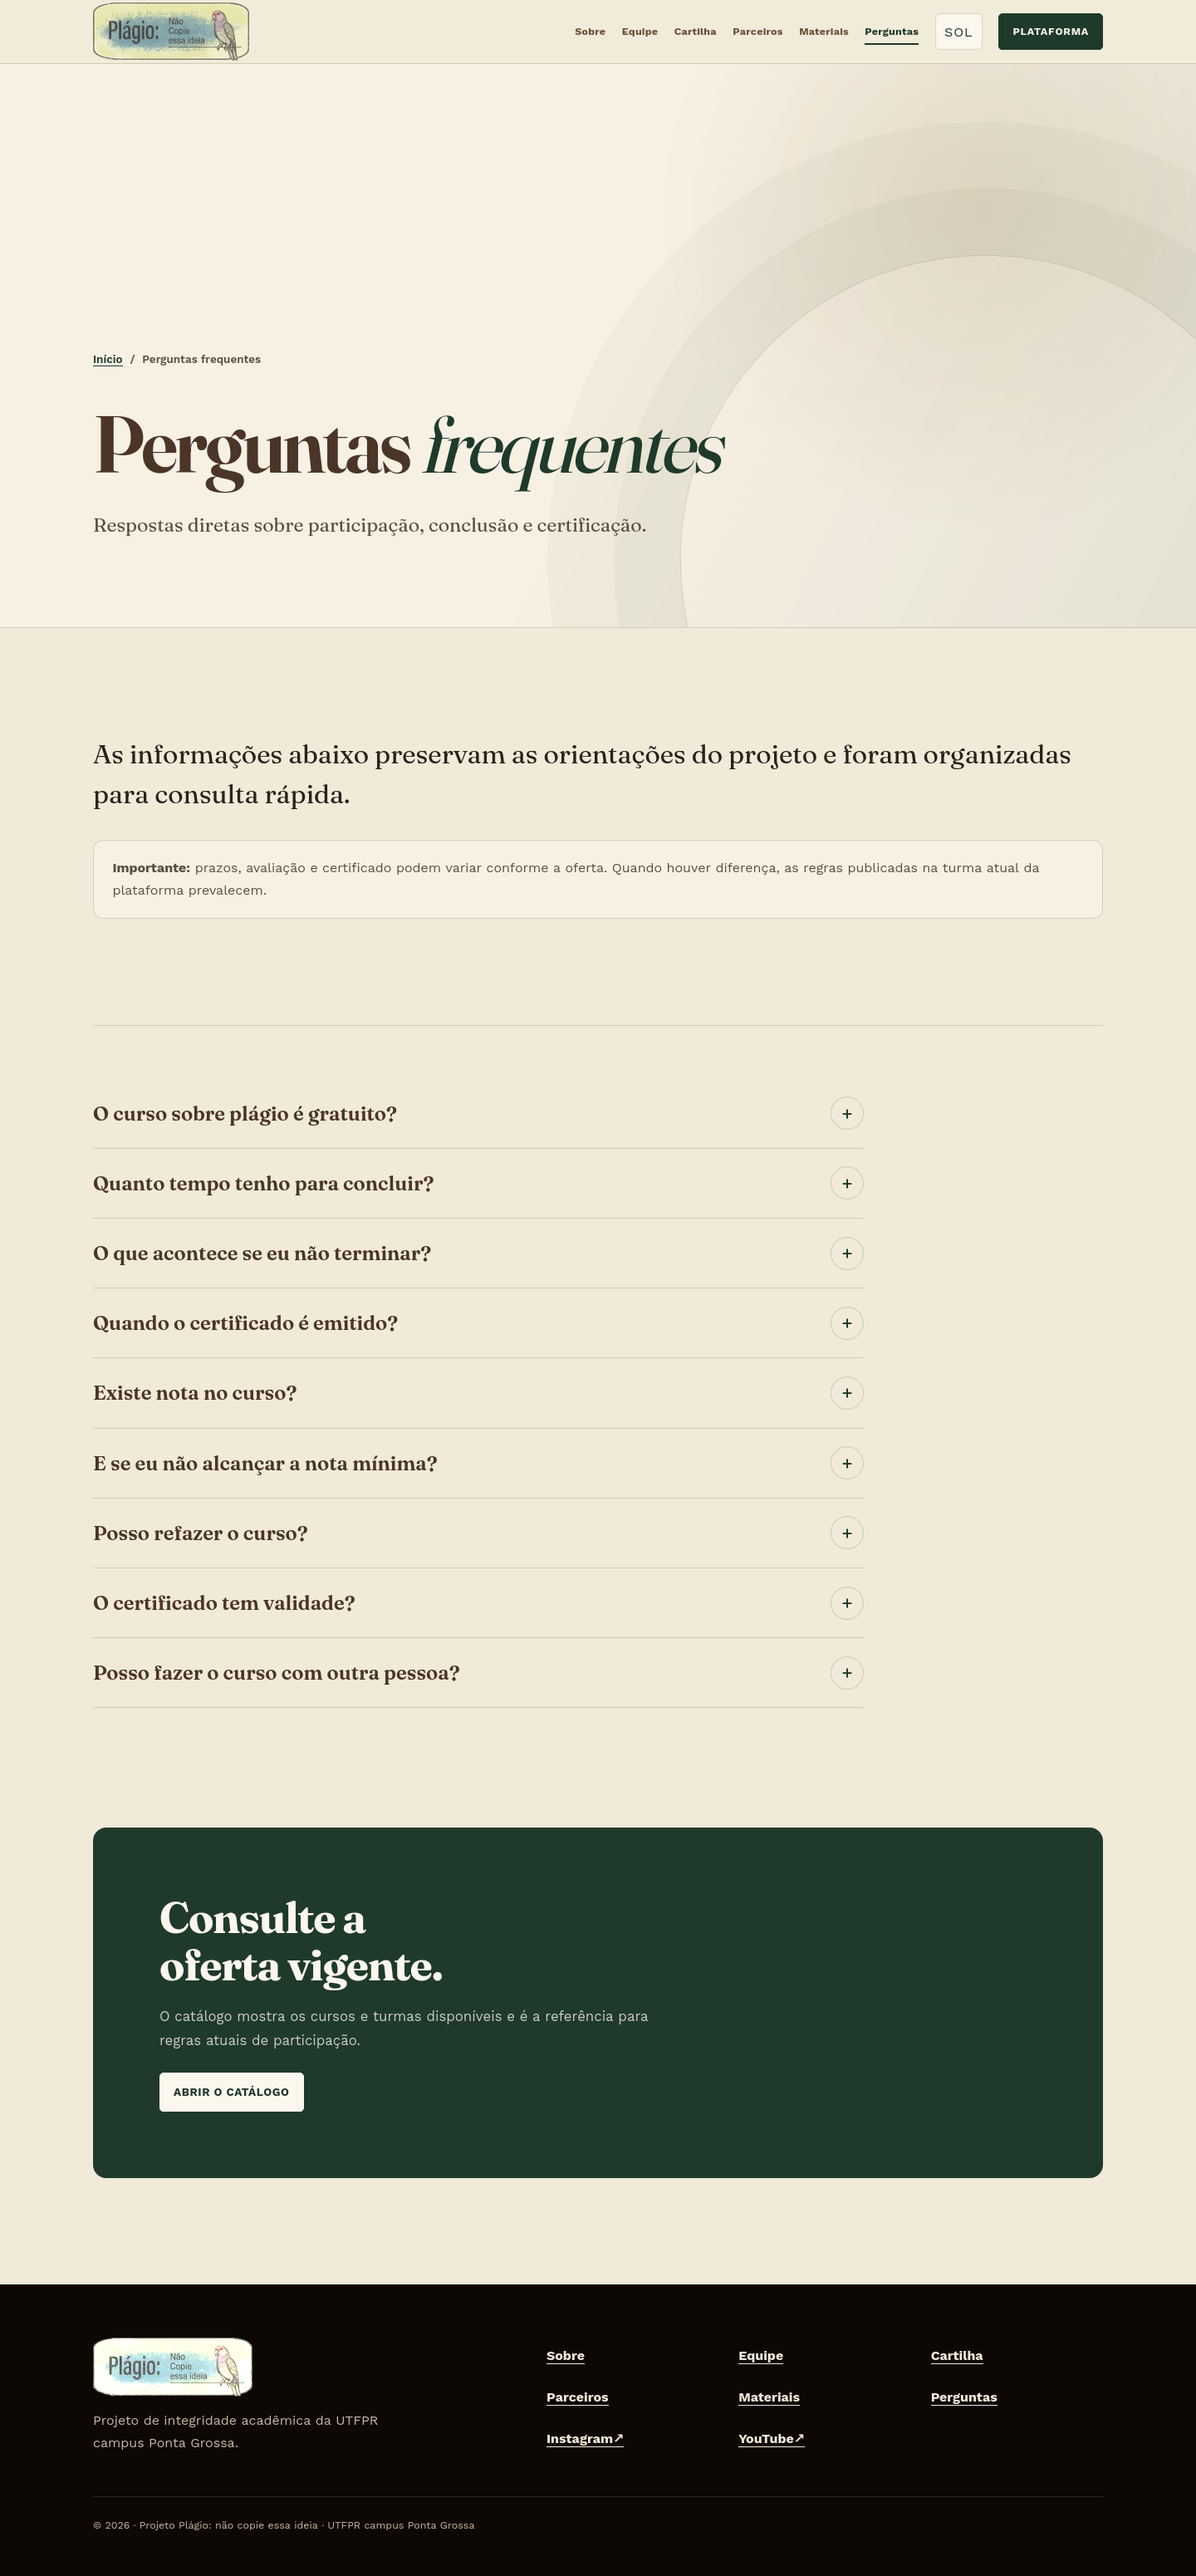 Plágio:
Não
Copie
essa ideia
Sobre
Equipe
Cartilha
Parceiros
Materiais
Perguntas
SOL
PLATAFORMA
Início / Perguntas frequentes
Perguntas frequentes
Respostas diretas sobre participação, conclusão e certificação.
As informações abaixo preservam as orientações do projeto e foram organizadas
para consulta rápida.
Importante: prazos, avaliação e certificado podem variar conforme a oferta. Quando houver diferença, as regras publicadas na turma atual da
plataforma prevalecem.
O curso sobre plágio é gratuito?
+
Quanto tempo tenho para concluir?
+
O que acontece se eu não terminar?
+
Quando o certificado é emitido?
+
Existe nota no curso?
+
E se eu não alcançar a nota mínima?
+
Posso refazer o curso?
+
O certificado tem validade?
+
Posso fazer o curso com outra pessoa?
+
Consulte a
oferta vigente.
O catálogo mostra os cursos e turmas disponíveis e é a referência para
regras atuais de participação.
ABRIR O CATÁLOGO
Plágio:
Não
Copie
essa ideia
Projeto de integridade acadêmica da UTFPR
campus Ponta Grossa.
Sobre
Equipe
Cartilha
Parceiros
Materiais
Perguntas
Instagram↗
YouTube↗
© 2026 · Projeto Plágio: não copie essa ideia · UTFPR campus Ponta Grossa